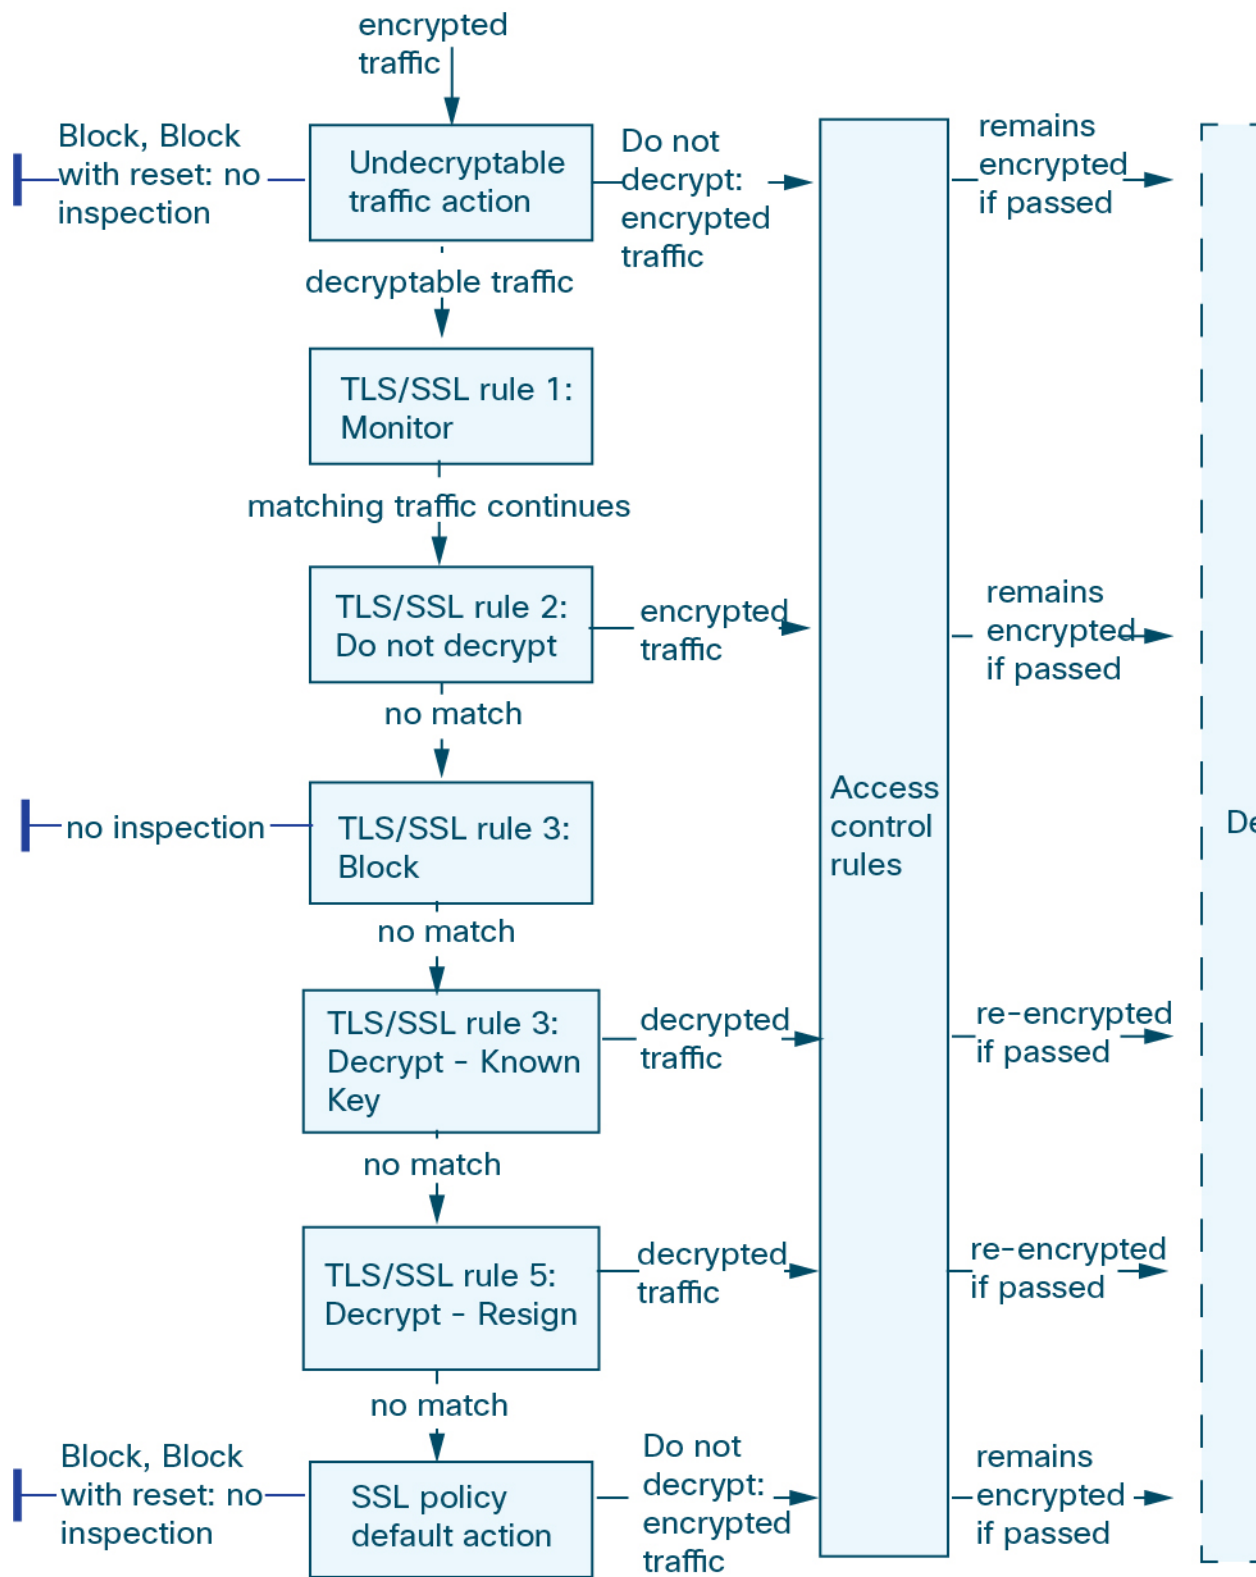 encrypted
traffic
Block, Block
with reset: no
inspection
Undecryptable
traffic action
Do not
decrypt:
encrypted
traffic
remains
encrypted
if passed
decryptable traffic
TLS/SSL rule 1:
Monitor
matching traffic continues
TLS/SSL rule 2:
Do not decrypt
encrypted
traffic
remains
encrypted
if passed
no match
Access
control
rules
De
no inspection
TLS/SSL rule 3:
Block
no match
TLS/SSL rule 3:
Decrypt - Known
Key
decrypted
traffic
re-encrypted
if passed
no match
TLS/SSL rule 5:
Decrypt - Resign
decrypted
traffic
re-encrypted
if passed
no match
Block, Block
with reset: no
inspection
SSL policy
default action
Do not
decrypt:
encrypted
traffic
remains
encrypted
if passed